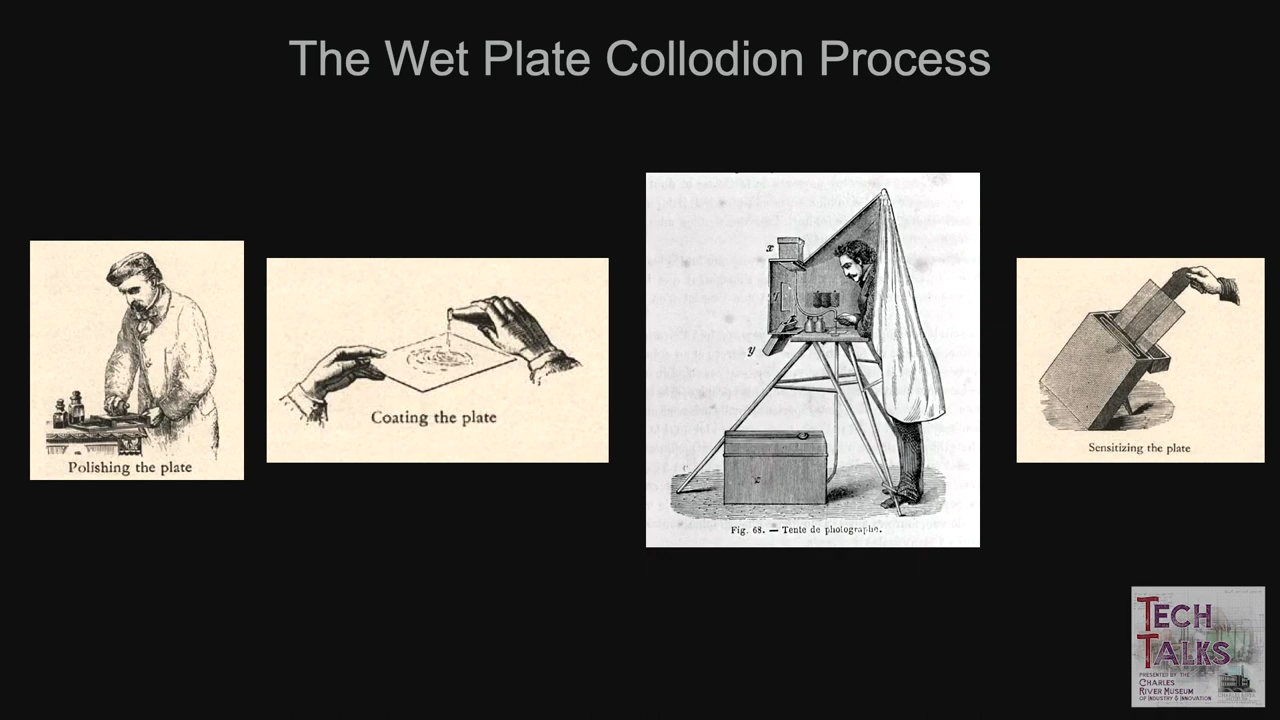 The Wet Plate Collodion Process
Polishing the plate
Coating the plate
x
y
z
Fig. 68. — Tente de photographe.
Sensitizing the plate
TECH
TALKS
PRESENTED BY THE
CHARLES
RIVER MUSEUM
OF INDUSTRY & INNOVATION